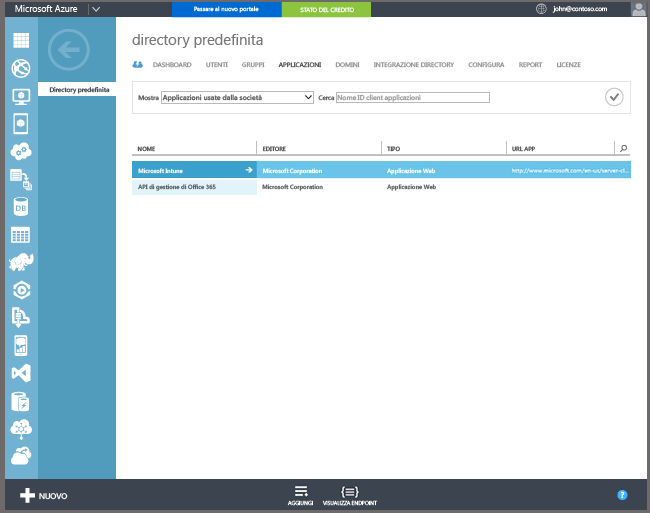 Microsoft Azure
Passare al nuovo portale
STATO DEL CREDITO
john@contoso.com
directory predefinita
DASHBOARD UTENTI GRUPPI APPLICAZIONI DOMINI INTEGRAZIONE DIRECTORY CONFIGURA REPORT LICENZE
Directory predefinita
Mostra Applicazioni usate dalla società Cerca Nome ID client applicazioni
NOME EDITORE TIPO URL APP
Microsoft Intune Microsoft Corporation Applicazione Web http://www.microsoft.com/en-us/server-cl...
API di gestione di Office 365 Microsoft Corporation Applicazione Web
DB
NUOVO
AGGIUNGI
VISUALIZZA ENDPOINT
?